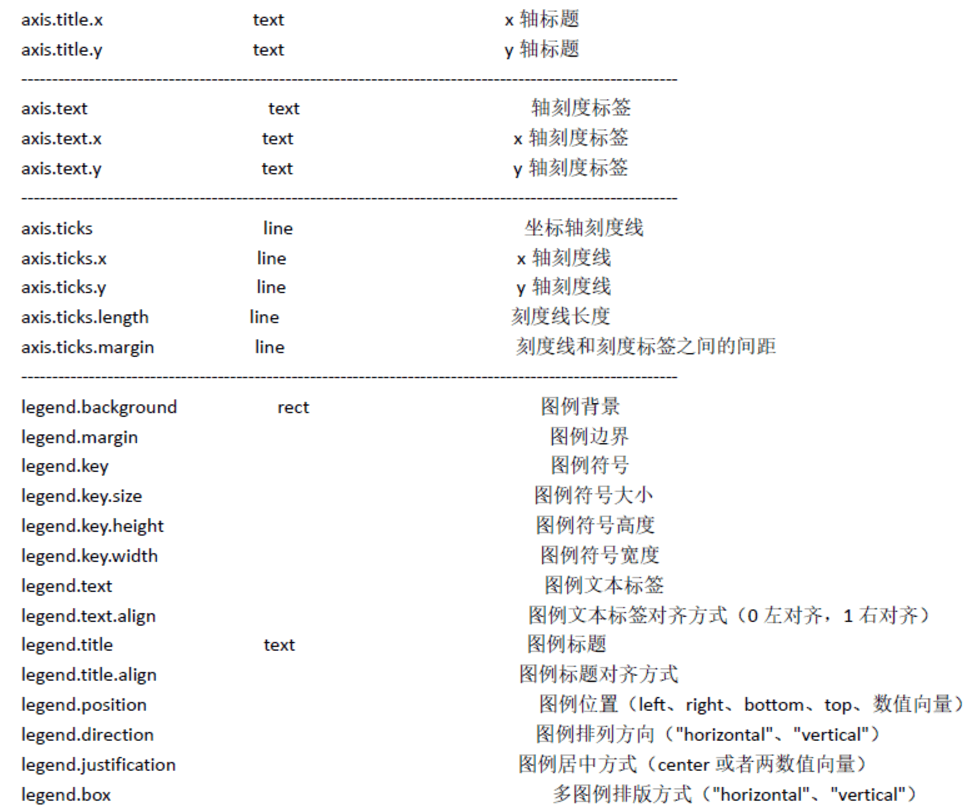 axis.title.x text x 轴标题
axis.title.y text y 轴标题
--------------------------------------------------------------------------------------------------------------
axis.text text 轴刻度标签
axis.text.x text x 轴刻度标签
axis.text.y text y 轴刻度标签
--------------------------------------------------------------------------------------------------------------
axis.ticks line 坐标轴刻度线
axis.ticks.x line x 轴刻度线
axis.ticks.y line y 轴刻度线
axis.ticks.length line 刻度线长度
axis.ticks.margin line 刻度线和刻度标签之间的间距
--------------------------------------------------------------------------------------------------------------
legend.background rect 图例背景
legend.margin 图例边界
legend.key 图例符号
legend.key.size 图例符号大小
legend.key.height 图例符号高度
legend.key.width 图例符号宽度
legend.text 图例文本标签
legend.text.align 图例文本标签对齐方式（0 左对齐，1 右对齐）
legend.title text 图例标题
legend.title.align 图例标题对齐方式
legend.position 图例位置（left、right、bottom、top、数值向量）
legend.direction 图例排列方向（"horizontal"、"vertical"）
legend.justification 图例居中方式（center 或者两数值向量）
legend.box 多图例排版方式（"horizontal"、"vertical"）